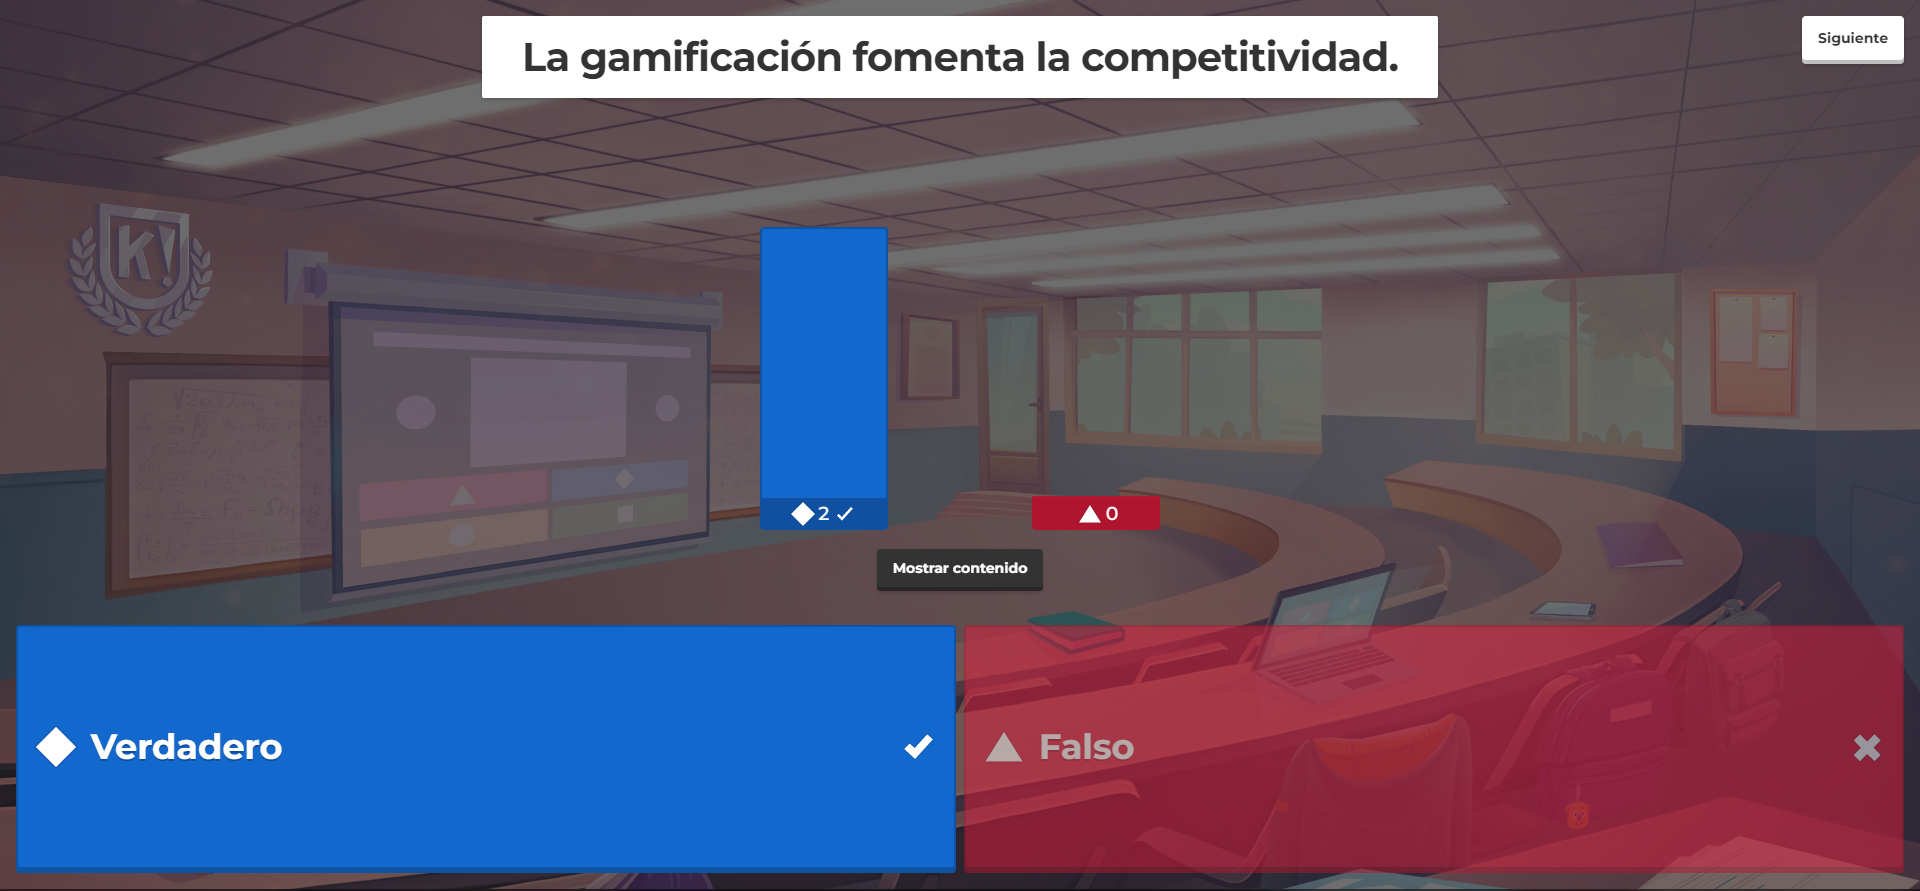 La gamificación fomenta la competitividad.
Siguiente
K!
2
0
Mostrar contenido
Verdadero
Falso